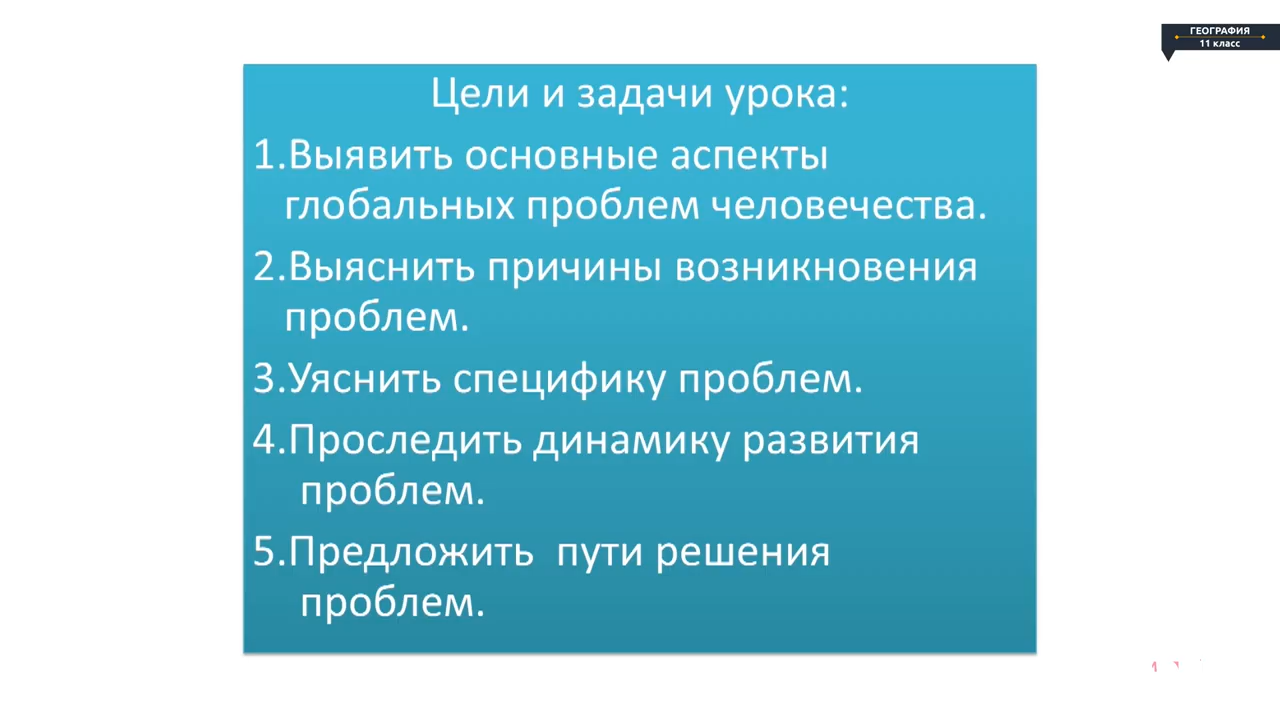 ГЕОГРАФИЯ
11 класс
Цели и задачи урока:
1.Выявить основные аспекты
глобальных проблем человечества.
2.Выяснить причины возникновения
проблем.
3.Уяснить специфику проблем.
4.Проследить динамику развития
проблем.
5.Предложить  пути решения
проблем.